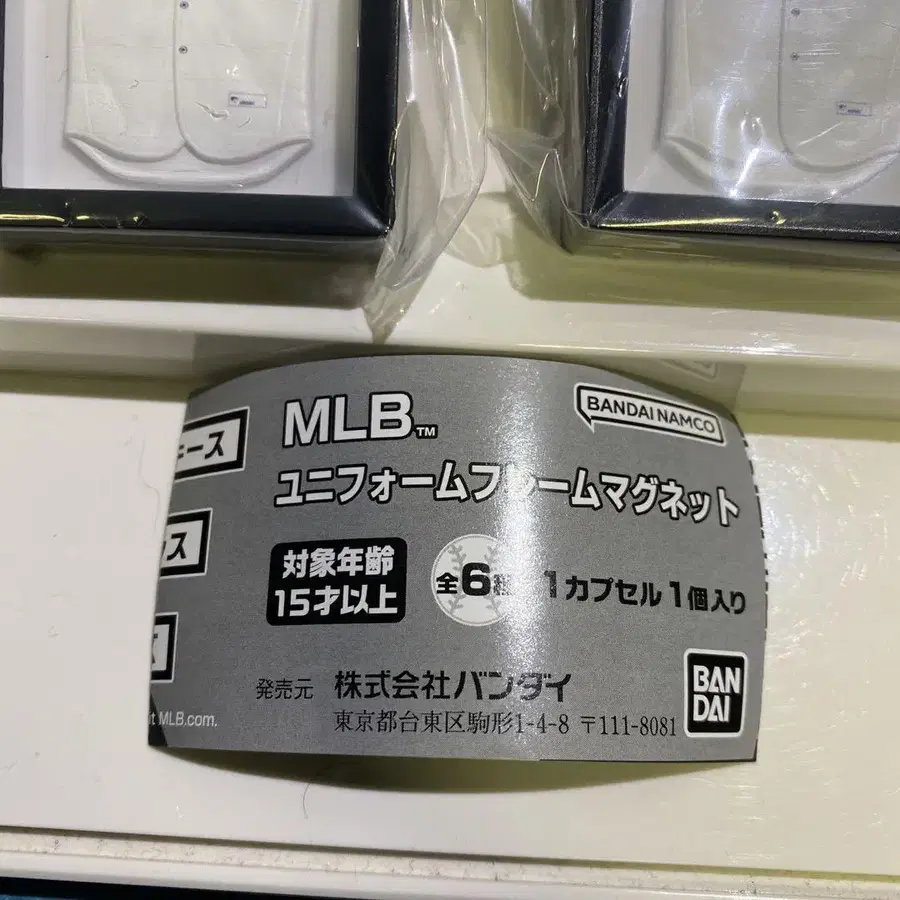 MLB™
BANDAI NAMCO
ユニフォームフレームマグネット
対象年齢
15才以上
全6種
1カプセル1個入り
発売元 株式会社バンダイ
東京都台東区駒形1-4-8 〒111-8081
BAN
DAI
MLB.com.